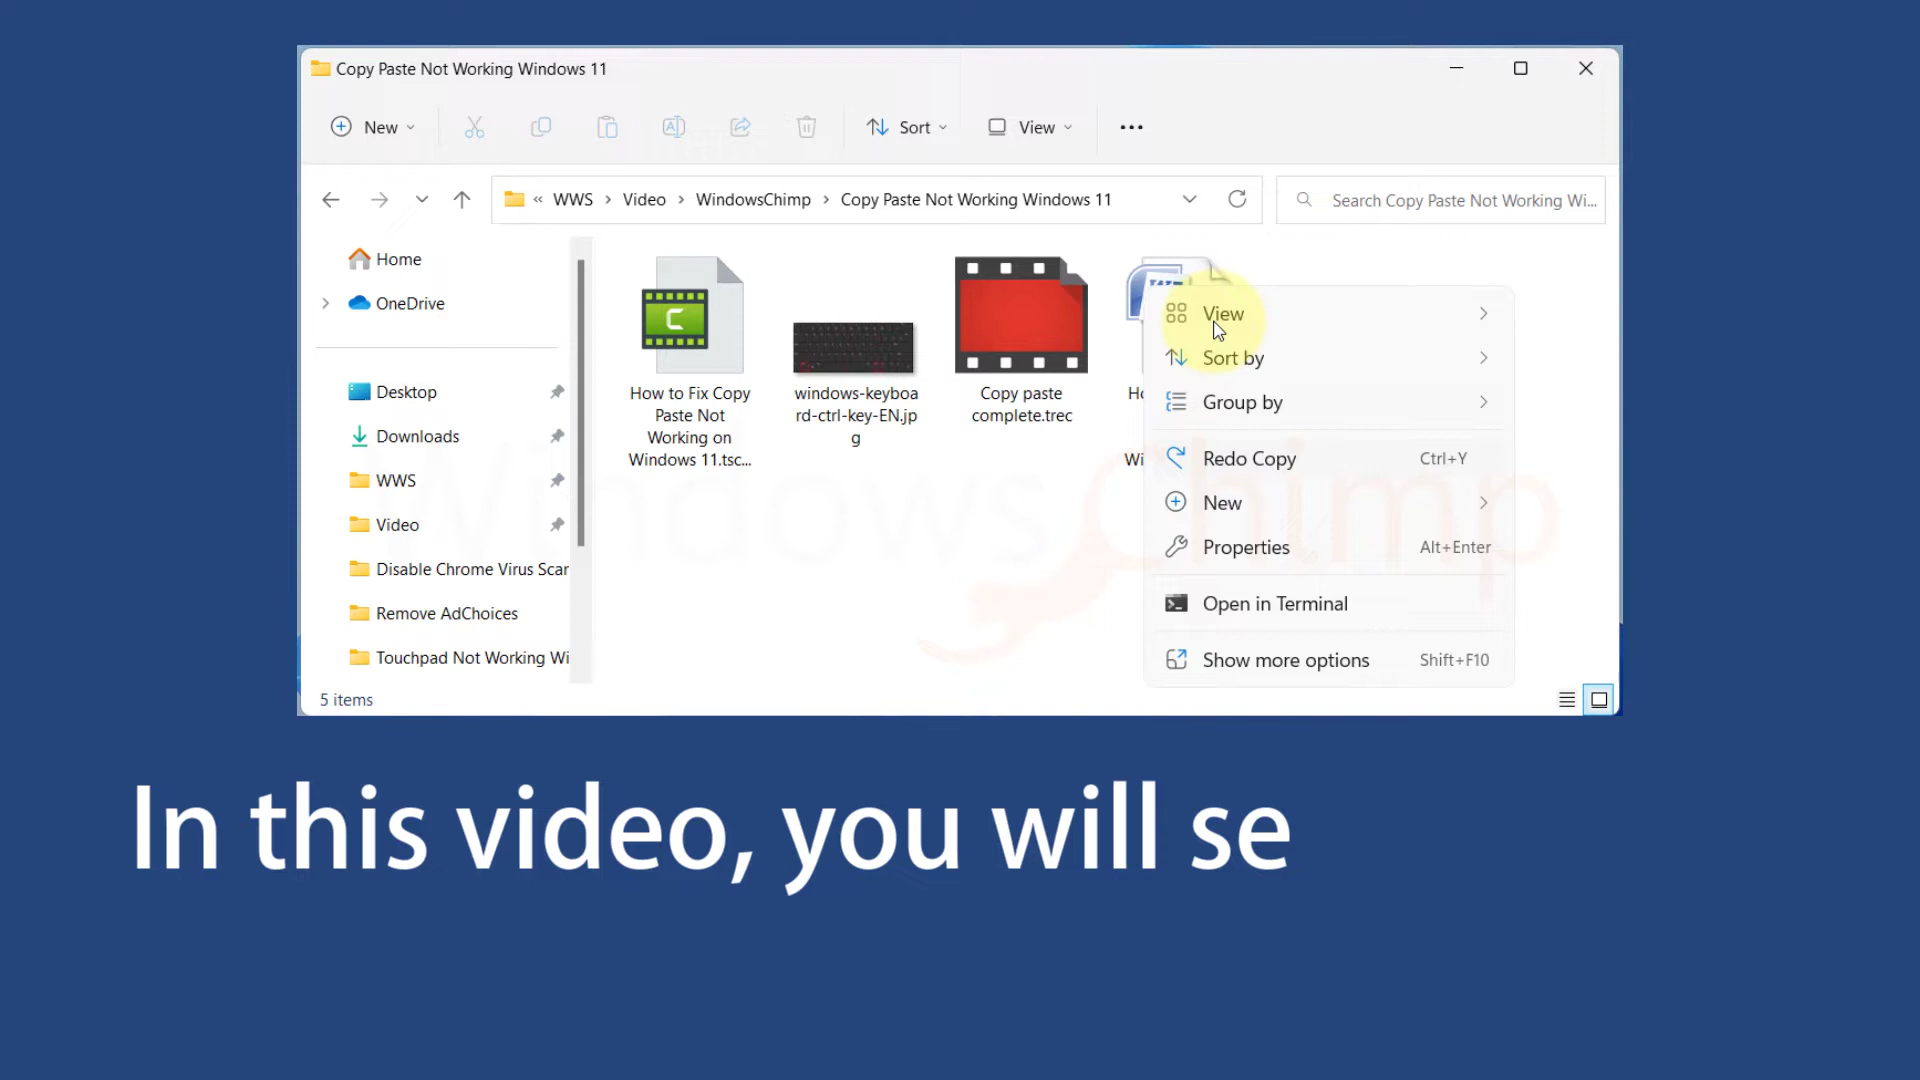 Copy Paste Not Working Windows 11
New
Sort
View
« WWS > Video > WindowsChimp > Copy Paste Not Working Windows 11
Search Copy Paste Not Working Wi...
Home
OneDrive
Desktop
Downloads
WWS
Video
Disable Chrome Virus Scar
Remove AdChoices
Touchpad Not Working Wi
How to Fix Copy
Paste Not
Working on
Windows 11.tsc...
windows-keyboa
rd-ctrl-key-EN.jp
g
Copy paste
complete.trec
Wi
View
Sort by
Group by
Redo Copy Ctrl+Y
New
Properties Alt+Enter
Open in Terminal
Show more options Shift+F10
WindowsChimp
5 items
In this video, you will se